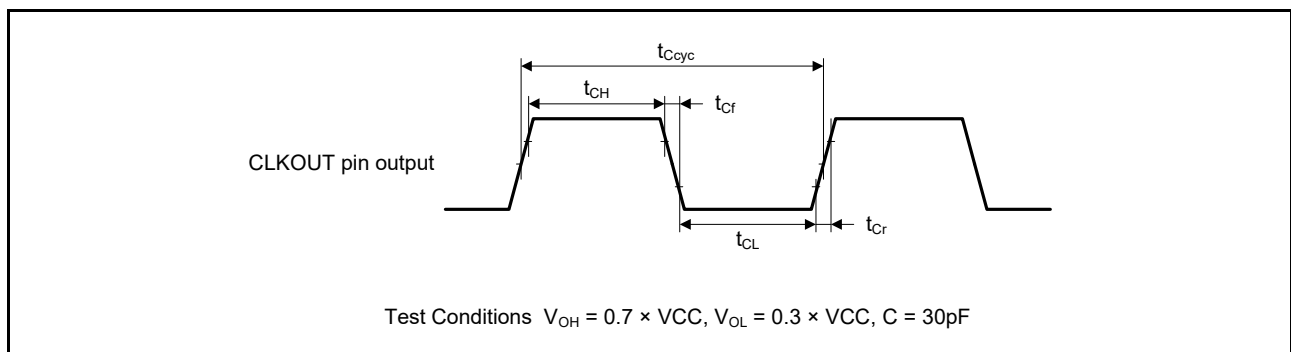 tCcyc
tCH
tCf
CLKOUT pin output
tCL
tCr
Test Conditions VOH = 0.7 × VCC, VOL = 0.3 × VCC, C = 30pF